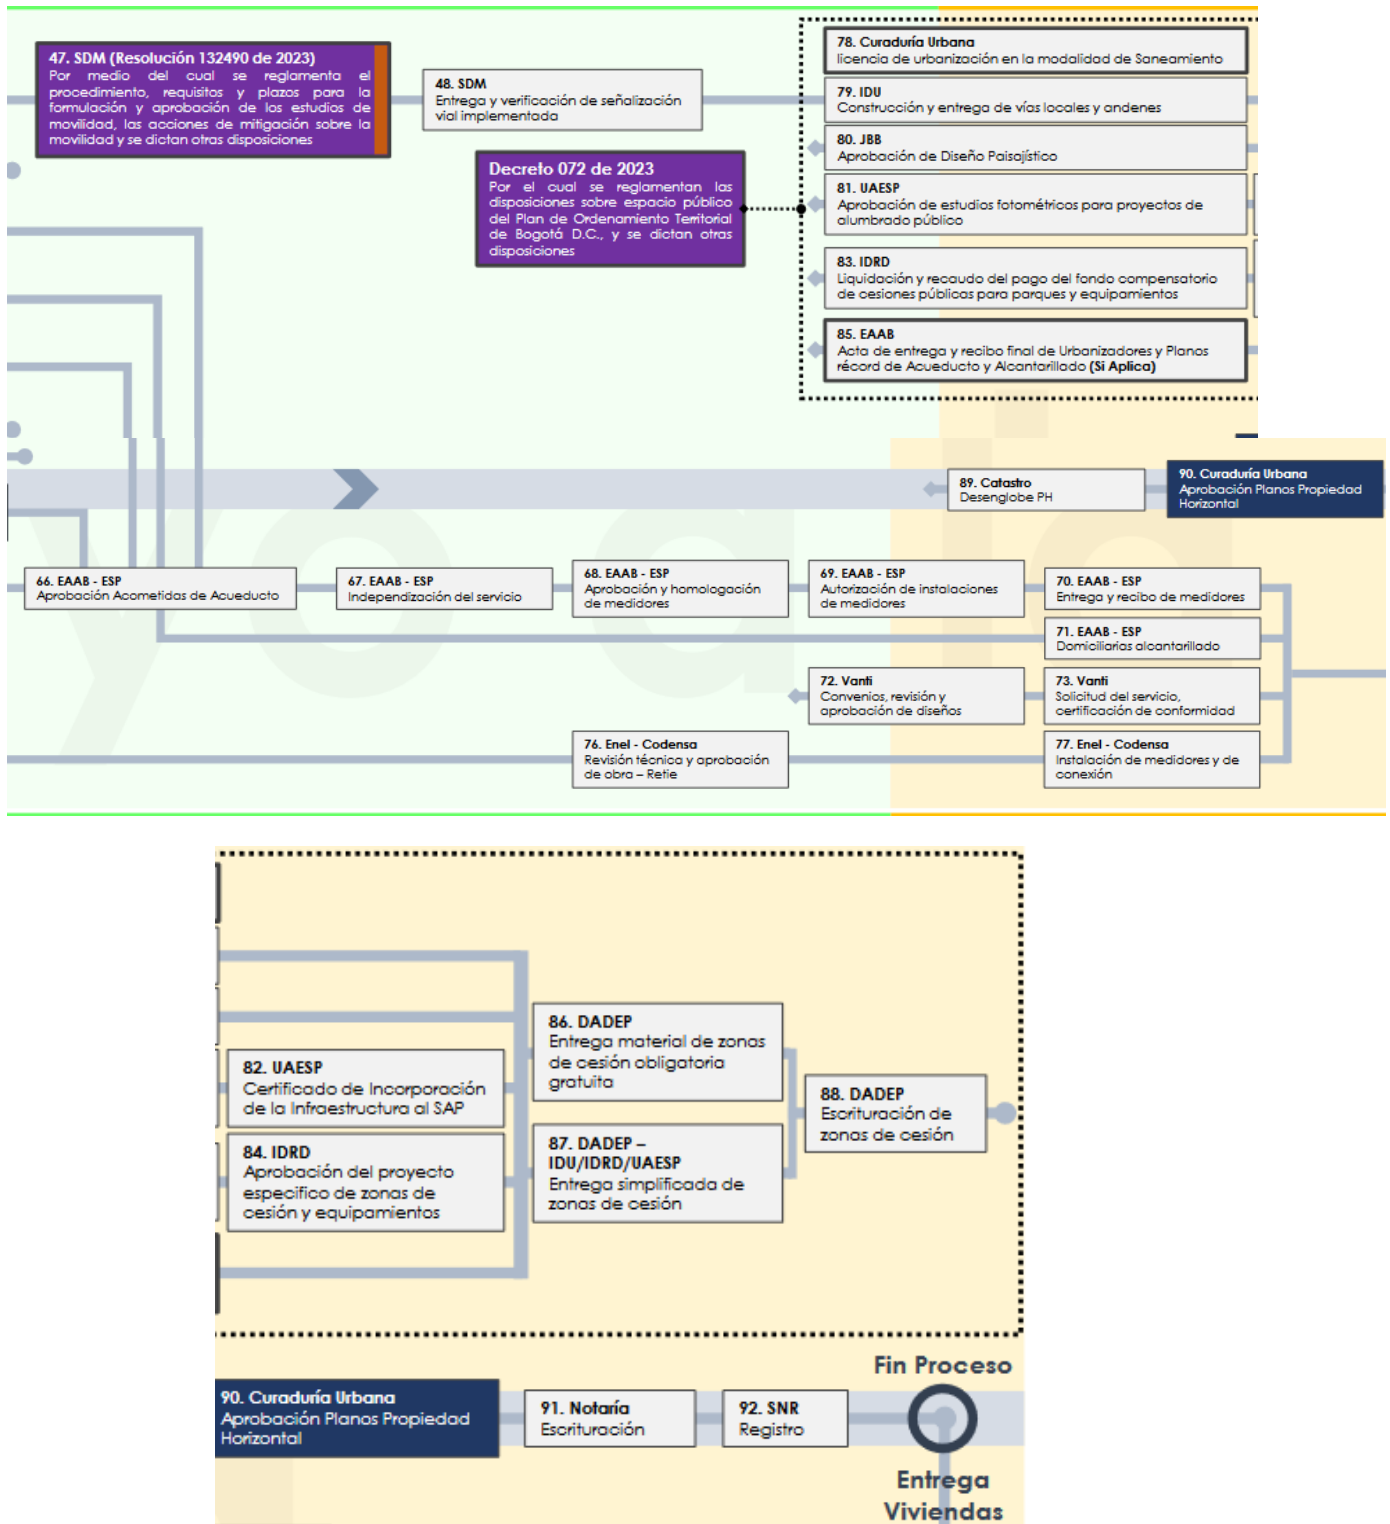 47. SDM (Resolución 132490 de 2023)
Por medio del cual se reglamenta el
procedimiento, requisitos y plazos para la
formulación y aprobación de los estudios de
movilidad, las acciones de mitigación sobre la
movilidad y se dictan otras disposiciones
48. SDM
Entrega y verificación de señalización
vial implementada
Decreto 072 de 2023
Por el cual se reglamentan las
disposiciones sobre espacio público
del Plan de Ordenamiento Territorial
de Bogotá D.C., y se dictan otras
disposiciones
78. Curaduría Urbana
licencia de urbanización en la modalidad de Saneamiento
79. IDU
Construcción y entrega de vías locales y andenes
80. JBB
Aprobación de Diseño Paisajístico
81. UAESP
Aprobación de estudios fotométricos para proyectos de
alumbrado público
83. IDRD
Liquidación y recaudo del pago del fondo compensatorio
de cesiones públicas para parques y equipamientos
85. EAAB
Acta de entrega y recibo final de Urbanizadores y Planos
récord de Acueducto y Alcantarillado (Si Aplica)
89. Catastro
Desenglobe PH
90. Curaduría Urbana
Aprobación Planos Propiedad
Horizontal
yo a ia
66. EAAB - ESP
Aprobación Acometidas de Acueducto
67. EAAB - ESP
Independización del servicio
68. EAAB - ESP
Aprobación y homologación
de medidores
69. EAAB - ESP
Autorización de instalaciones
de medidores
70. EAAB - ESP
Entrega y recibo de medidores
71. EAAB - ESP
Domiciliarias alcantarillado
72. Vanti
Convenios, revisión y
aprobación de diseños
73. Vanti
Solicitud del servicio,
certificación de conformidad
76. Enel - Codensa
Revisión técnica y aprobación
de obra – Retie
77. Enel - Codensa
Instalación de medidores y de
conexión
82. UAESP
Certificado de Incorporación
de la Infraestructura al SAP
84. IDRD
Aprobación del proyecto
especifico de zonas de
cesión y equipamientos
86. DADEP
Entrega material de zonas
de cesión obligatoria
gratuita
87. DADEP –
IDU/IDRD/UAESP
Entrega simplificada de
zonas de cesión
88. DADEP
Escrituración de
zonas de cesión
Fin Proceso
90. Curaduría Urbana
Aprobación Planos Propiedad
Horizontal
91. Notaría
Escrituración
92. SNR
Registro
Entrega
Viviendas